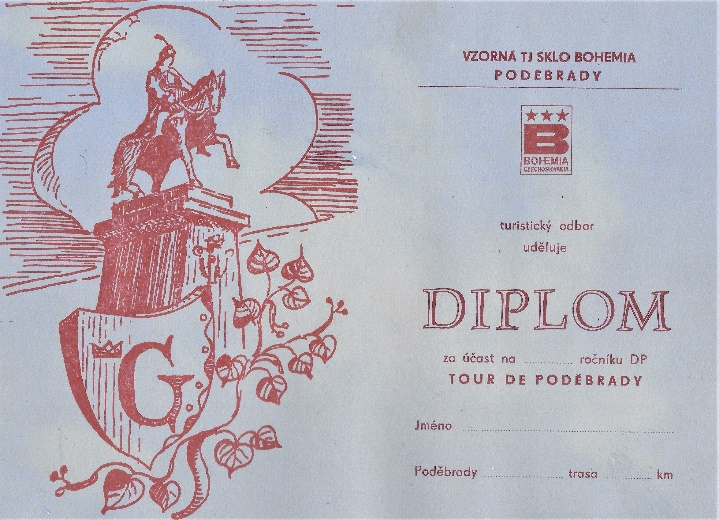 G
VZORNÁ TJ SKLO BOHEMIA
PODĚBRADY
B
BOHEMIA
CZECHOSLOVAKIA
turistický odbor
uděluje
DIPLOM
za účast na ............ ročníku DP
TOUR DE PODĚBRADY
Jméno ............
Poděbrady ............ trasa ............ km